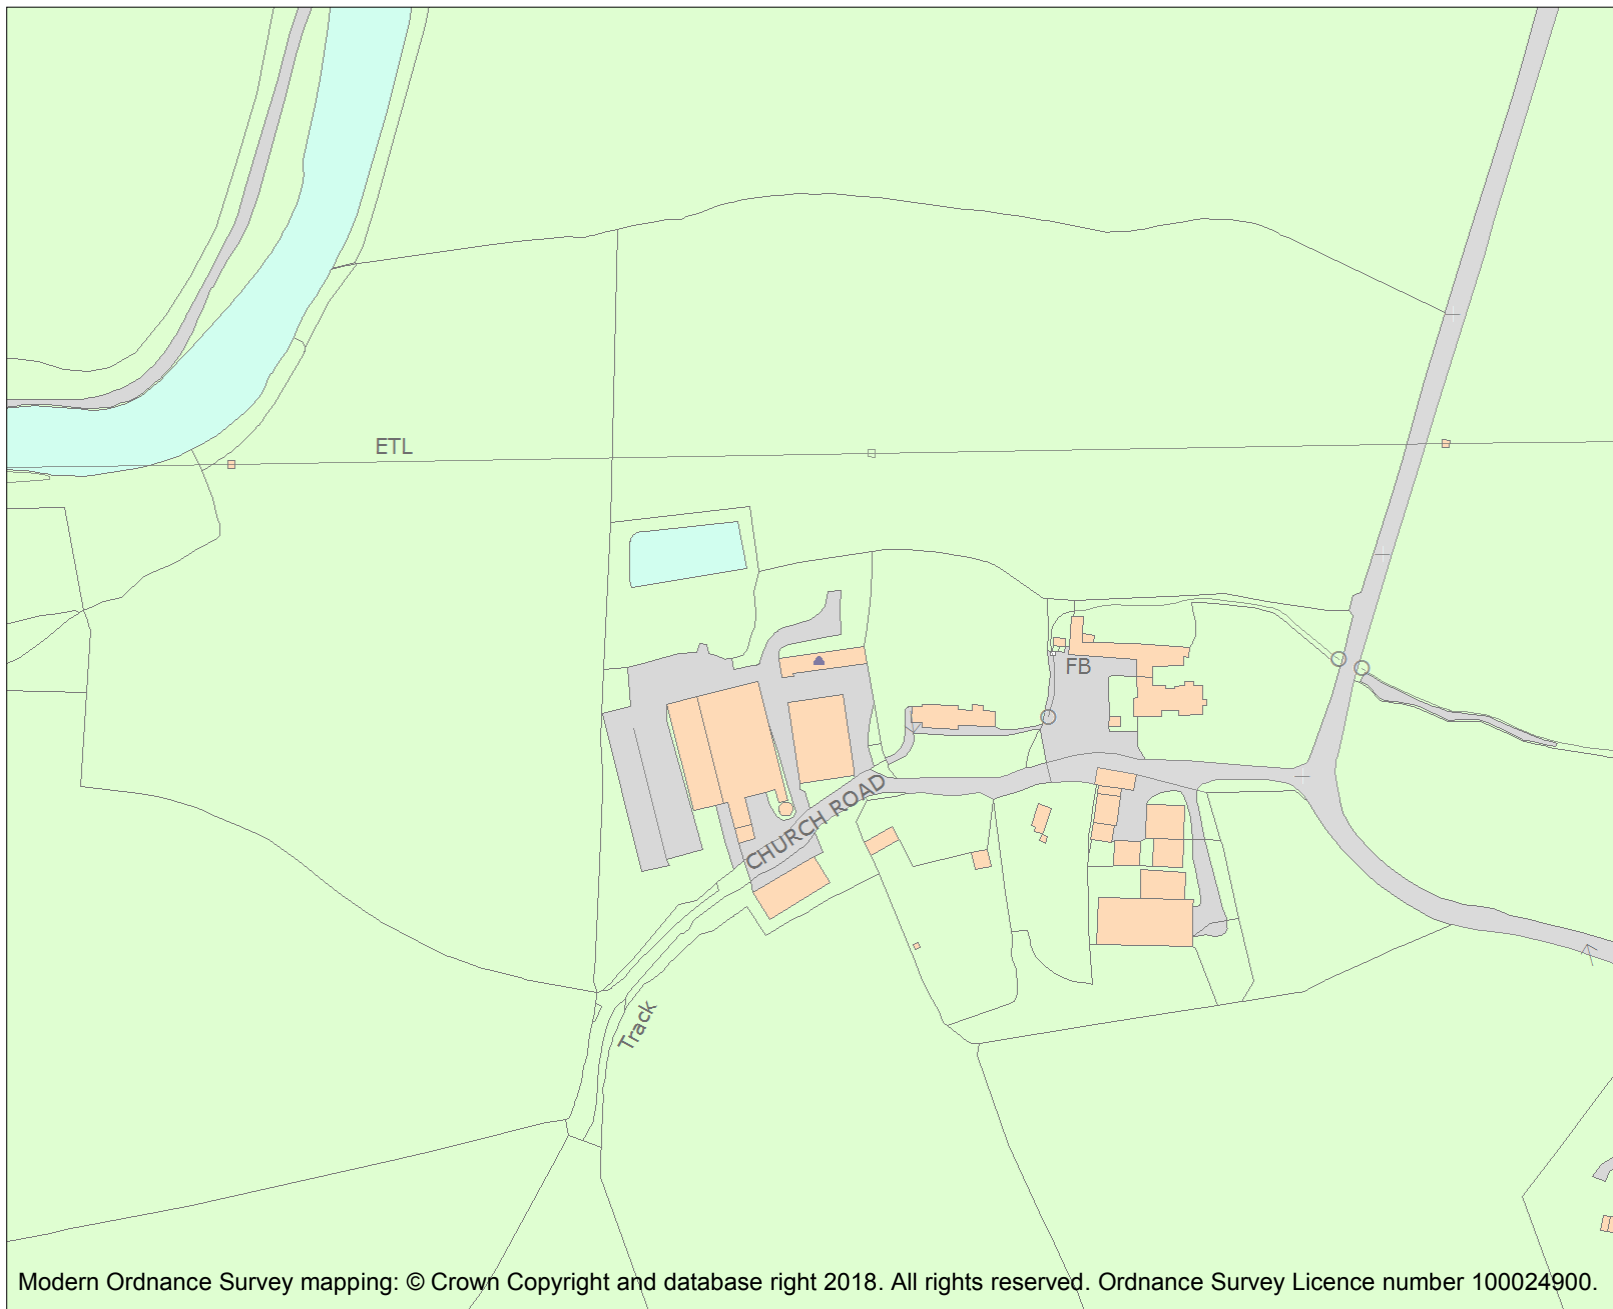 ETL
FB
CHURCH ROAD
Track
Modern Ordnance Survey mapping: © Crown Copyright and database right 2018. All rights reserved. Ordnance Survey Licence number 100024900.